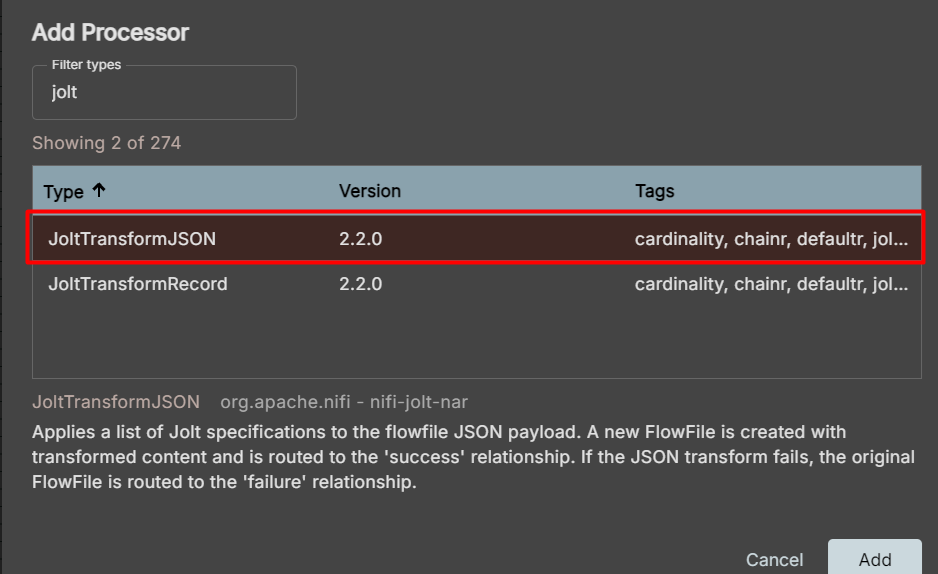 Add Processor
Filter types
jolt
Showing 2 of 274
Type ↑ Version Tags
JoltTransformJSON 2.2.0 cardinality, chainr, defaultr, jol...
JoltTransformRecord 2.2.0 cardinality, chainr, defaultr, jol...
JoltTransformJSON org.apache.nifi - nifi-jolt-nar
Applies a list of Jolt specifications to the flowfile JSON payload. A new FlowFile is created with
transformed content and is routed to the 'success' relationship. If the JSON transform fails, the original
FlowFile is routed to the 'failure' relationship.
Cancel Add